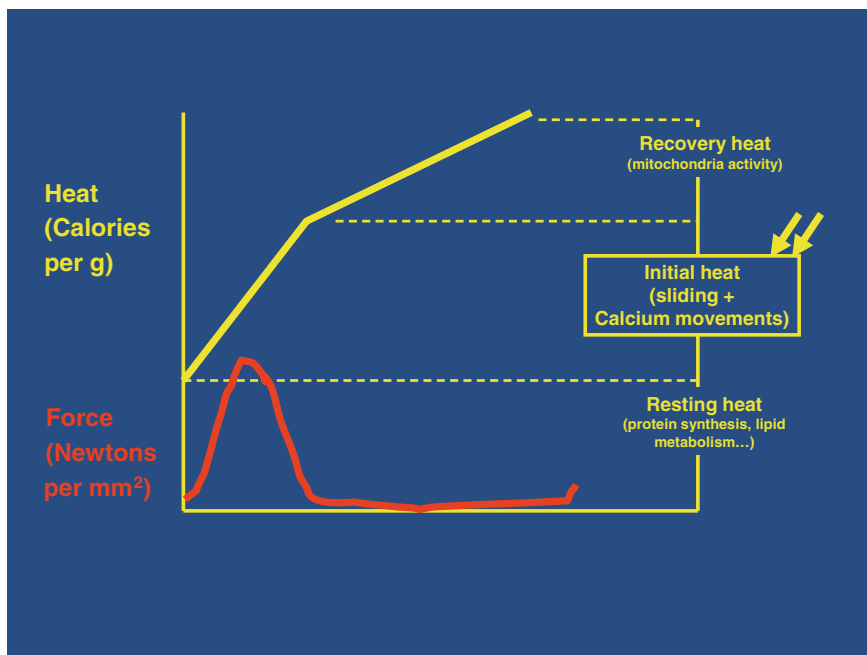 Recovery heat
(mitochondria activity)
Heat
(Calories
per g)
Initial heat
(sliding +
Calcium movements)
Force
(Newtons
per mm²)
Resting heat
(protein synthesis, lipid
metabolism…)